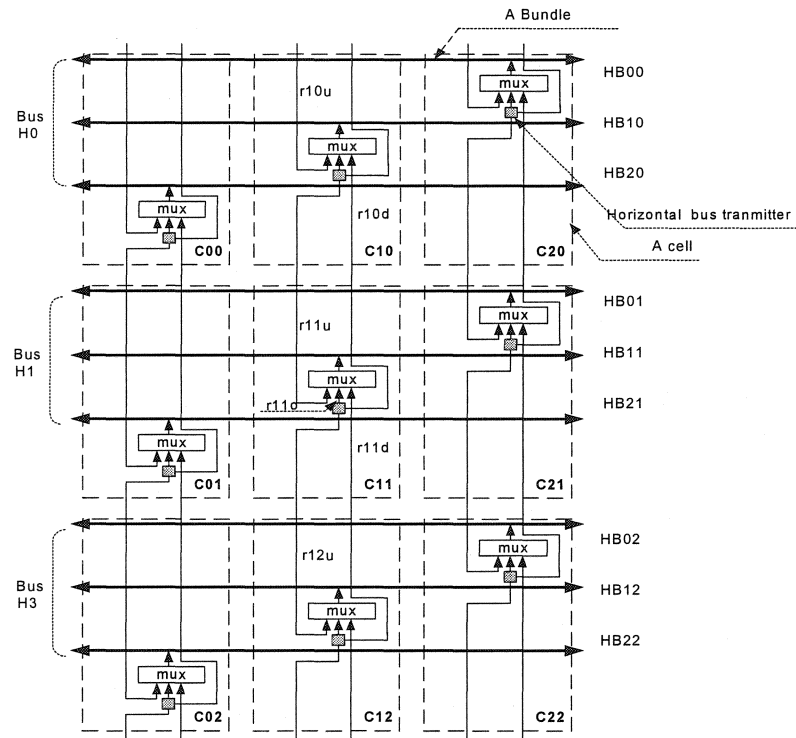 A Bundle
HB00
mux
r10u
Bus
H0
HB10
mux
HB20
mux
r10d
Horizontal bus tranmitter
C00
C10
C20
A cell
HB01
mux
r11u
Bus
H1
HB11
mux
r11o
HB21
mux
r11d
C01
C11
C21
HB02
mux
r12u
Bus
H3
HB12
mux
HB22
mux
C02
C12
C22